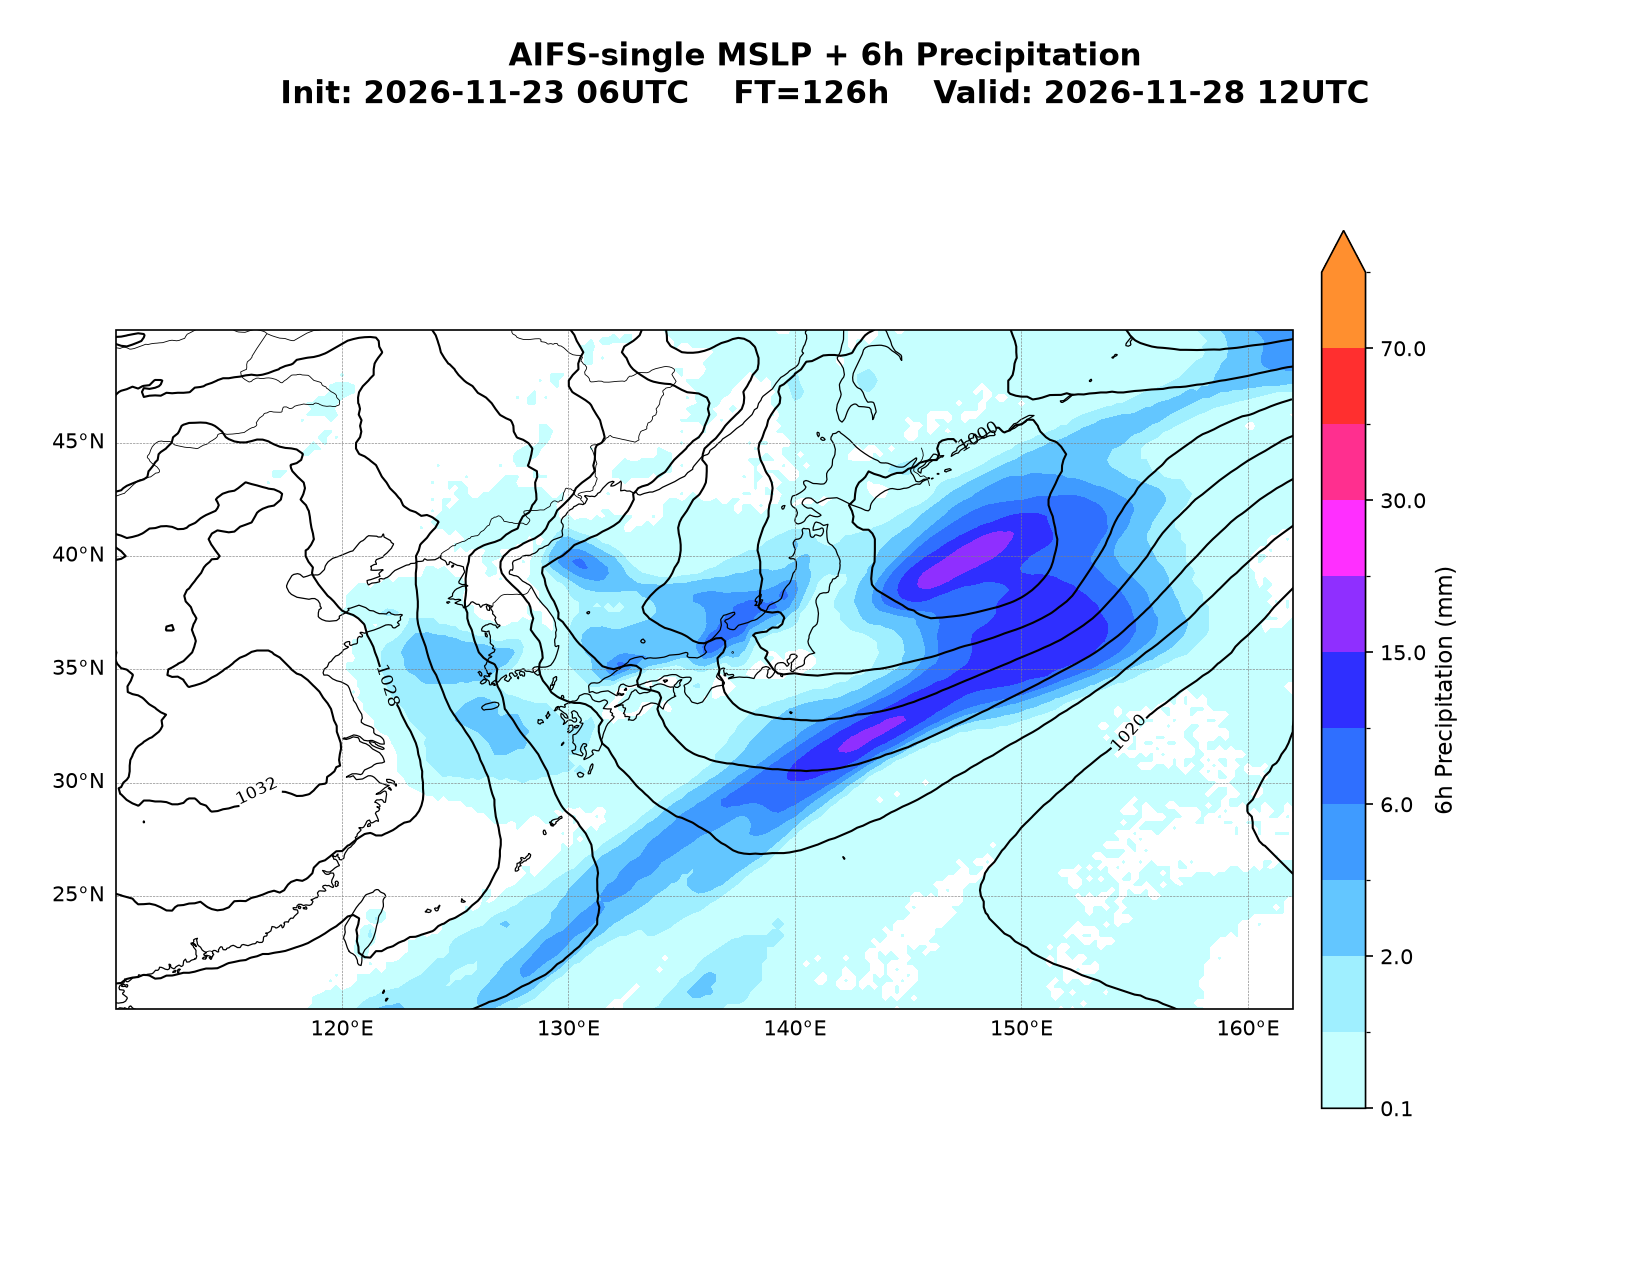 AIFS-single MSLP + 6h Precipitation
Init: 2026-11-23 06UTC    FT=126h    Valid: 2026-11-28 12UTC
70.0
30.0
15.0
6.0
2.0
0.1
6h Precipitation (mm)
45°N
40°N
35°N
30°N
25°N
120°E
130°E
140°E
150°E
160°E
1000
1028
1020
1032